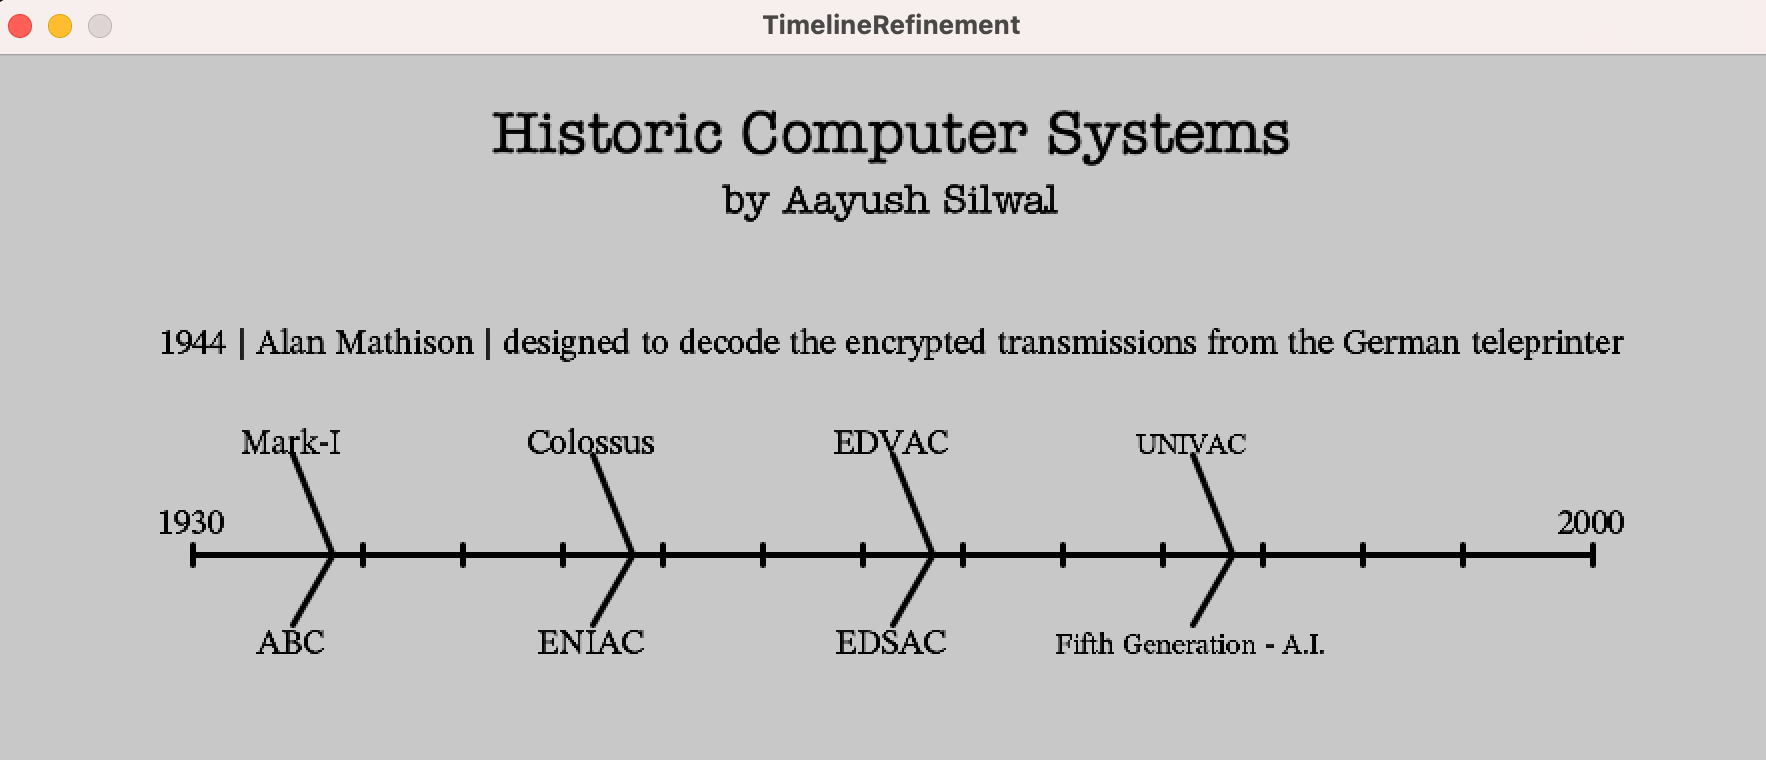 TimelineRefinement
Historic Computer Systems
by Aayush Silwal
1944 | Alan Mathison | designed to decode the encrypted transmissions from the German teleprinter
Mark-I Colossus EDVAC UNIVAC
1930 2000
ABC ENIAC EDSAC Fifth Generation - A.I.